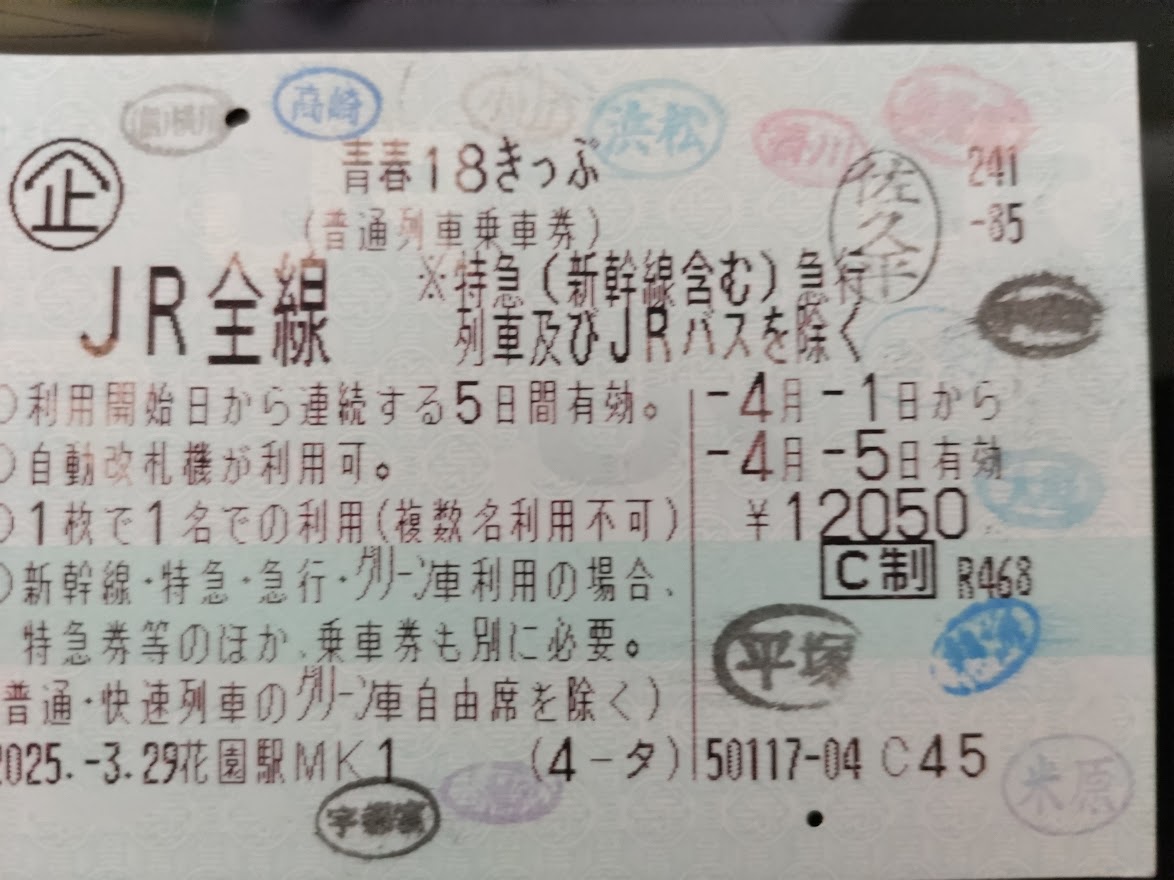 高崎
小山
浜松
滑川
企
青春18きっぷ
241
(普通列車乗車券)
-85
佐久平
JR全線
※特急(新幹線含む)急行
列車及びJRバスを除く
○利用開始日から連続する5日間有効。
-4月-1日から
○自動改札機が利用可。
-4月-5日有効
○1枚で1名での利用(複数名利用不可)
¥12050
C制
○新幹線・特急・急行・グリーン車利用の場合、
R468
特急券等のほか、乗車券も別に必要。
平塚
(普通・快速列車のグリーン車自由席を除く)
2025.-3.29花園駅MK1
(4-タ)
50117-04
C45
米原
宇都宮